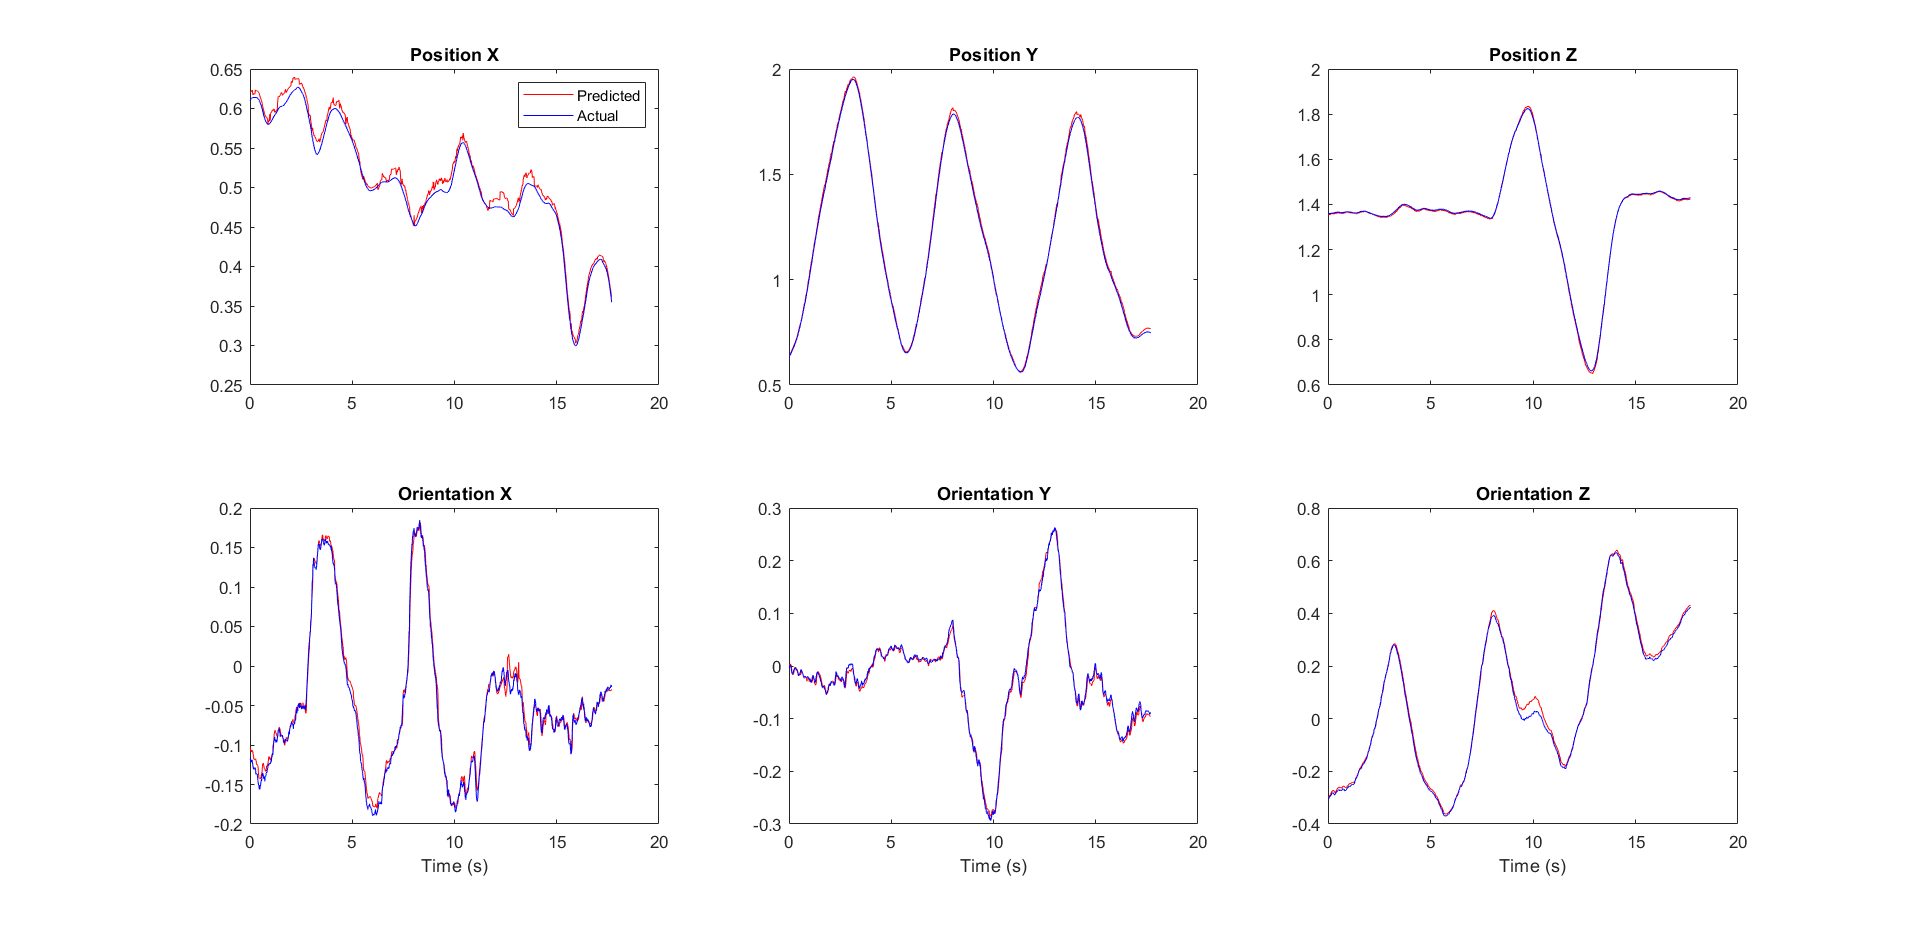 Position X
0.65
0.6
0.55
0.5
0.45
0.4
0.35
0.3
0.25
0 5 10 15 20
Predicted
Actual
Position Y
2
1.5
1
0.5
0 5 10 15 20
Position Z
2
1.8
1.6
1.4
1.2
1
0.8
0.6
0 5 10 15 20
Orientation X
0.2
0.15
0.1
0.05
0
-0.05
-0.1
-0.15
-0.2
0 5 10 15 20
Time (s)
Orientation Y
0.3
0.2
0.1
0
-0.1
-0.2
-0.3
0 5 10 15 20
Time (s)
Orientation Z
0.8
0.6
0.4
0.2
0
-0.2
-0.4
0 5 10 15 20
Time (s)